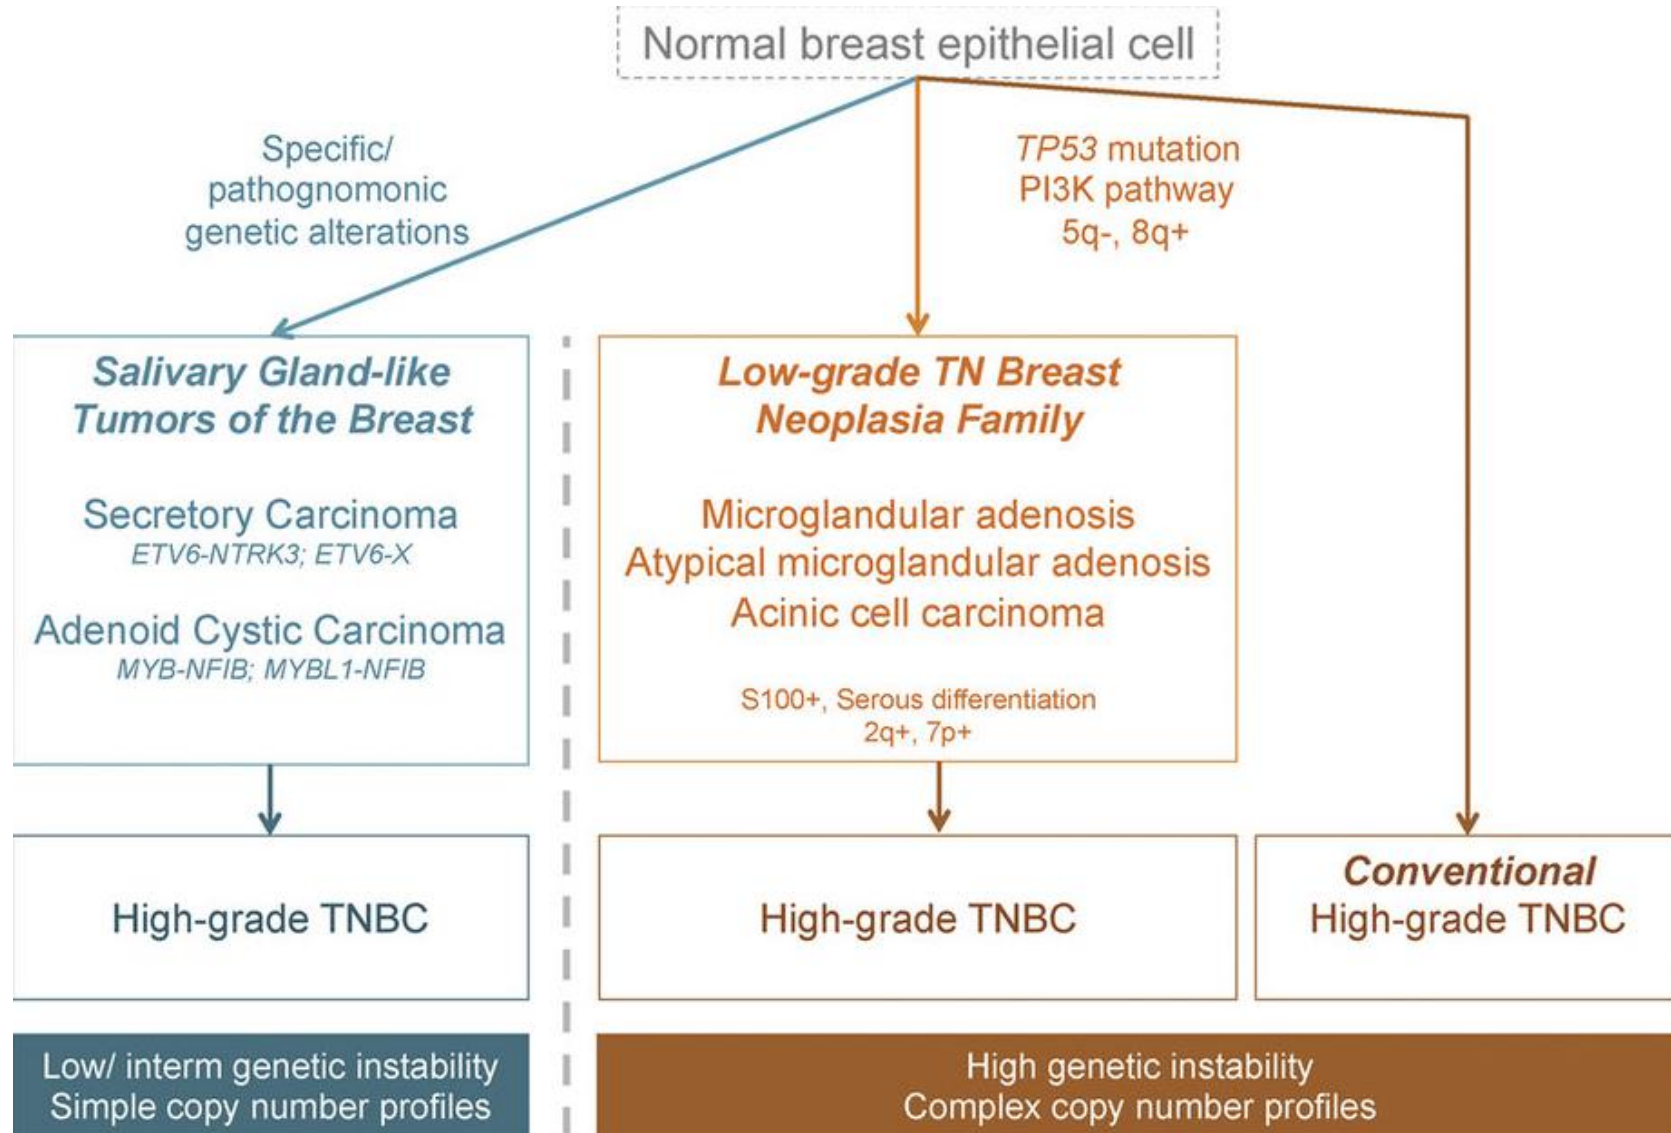 Normal breast epithelial cell
Specific/
pathognomonic
genetic alterations
TP53 mutation
PI3K pathway
5q-, 8q+
Salivary Gland-like
Tumors of the Breast
Secretory Carcinoma
ETV6-NTRK3; ETV6-X
Adenoid Cystic Carcinoma
MYB-NFIB; MYBL1-NFIB
Low-grade TN Breast
Neoplasia Family
Microglandular adenosis
Atypical microglandular adenosis
Acinic cell carcinoma
S100+, Serous differentiation
2q+, 7p+
High-grade TNBC
High-grade TNBC
Conventional
High-grade TNBC
Low/ interm genetic instability
Simple copy number profiles
High genetic instability
Complex copy number profiles